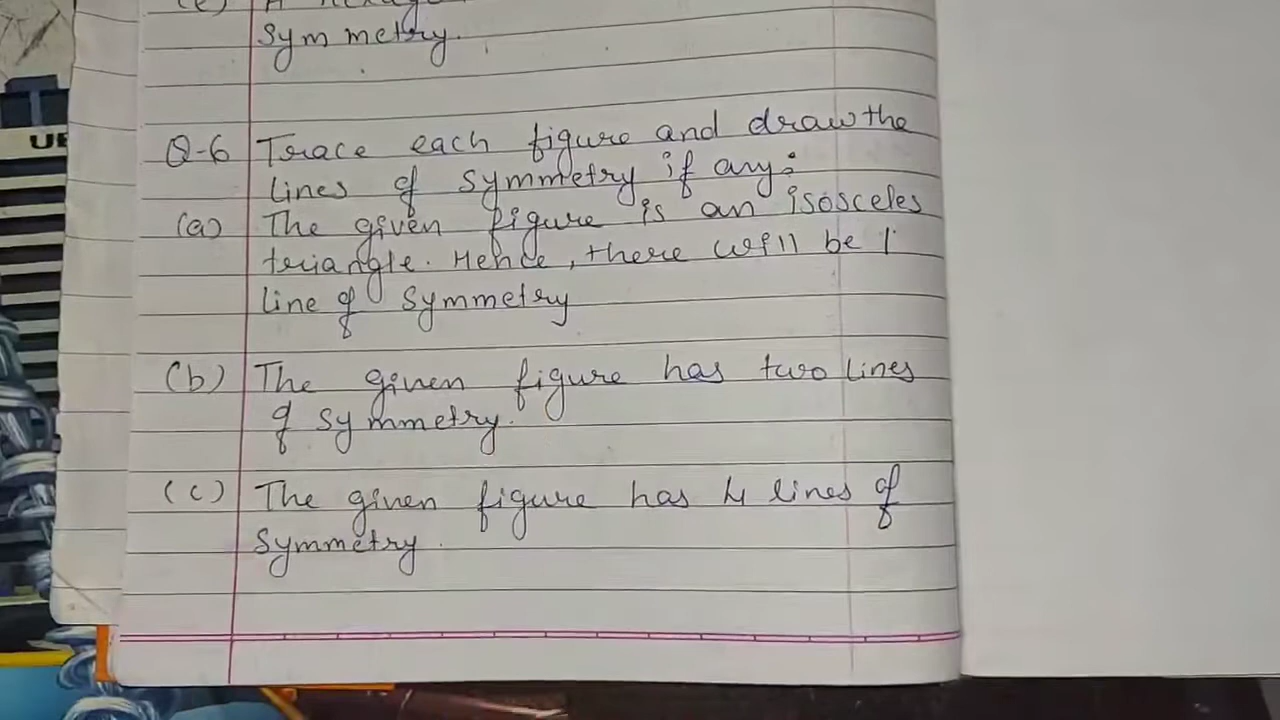 (e) A hexag
symmetry.
Q-6 Trace each figure and draw the
lines of symmetry if any:
(a) The given figure is an isosceles
triangle. Hence, there will be 1
line of symmetry
(b) The given figure has two lines
of symmetry.
(c) The given figure has 4 lines of
symmetry.
UB